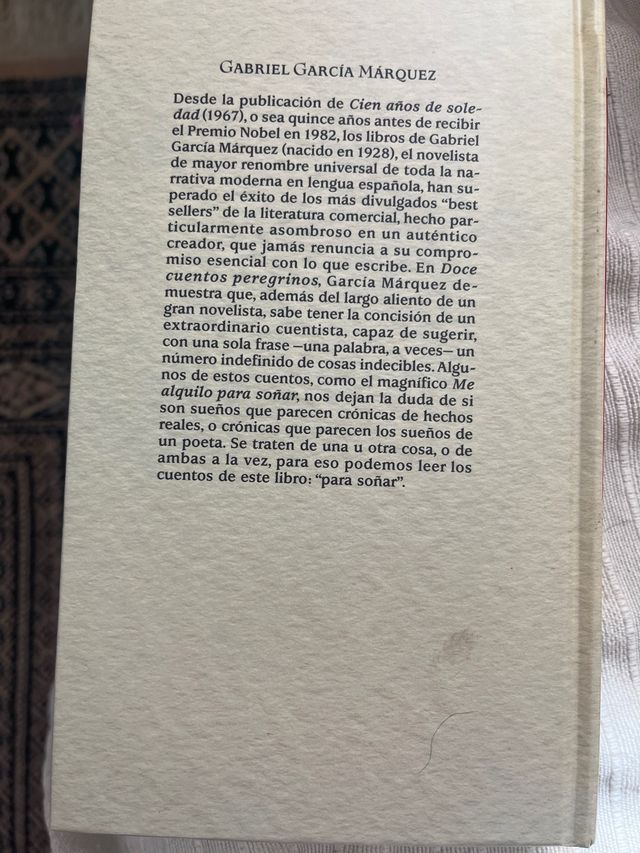 GABRIEL GARCÍA MÁRQUEZ
Desde la publicación de Cien años de sole-
dad (1967), o sea quince años antes de recibir
el Premio Nobel en 1982, los libros de Gabriel
García Márquez (nacido en 1928), el novelista
de mayor renombre universal de toda la na-
rrativa moderna en lengua española, han su-
perado el éxito de los más divulgados “best
sellers” de la literatura comercial, hecho par-
ticularmente asombroso en un auténtico
creador, que jamás renuncia a su compro-
miso esencial con lo que escribe. En Doce
cuentos peregrinos, García Márquez de-
muestra que, además del largo aliento de un
gran novelista, sabe tener la concisión de un
extraordinario cuentista, capaz de sugerir,
con una sola frase —una palabra, a veces— un
número indefinido de cosas indecibles. Algu-
nos de estos cuentos, como el magnífico Me
alquilo para soñar, nos dejan la duda de si
son sueños que parecen crónicas de hechos
reales, o crónicas que parecen los sueños de
un poeta. Se traten de una u otra cosa, o de
ambas a la vez, para eso podemos leer los
cuentos de este libro: “para soñar”.